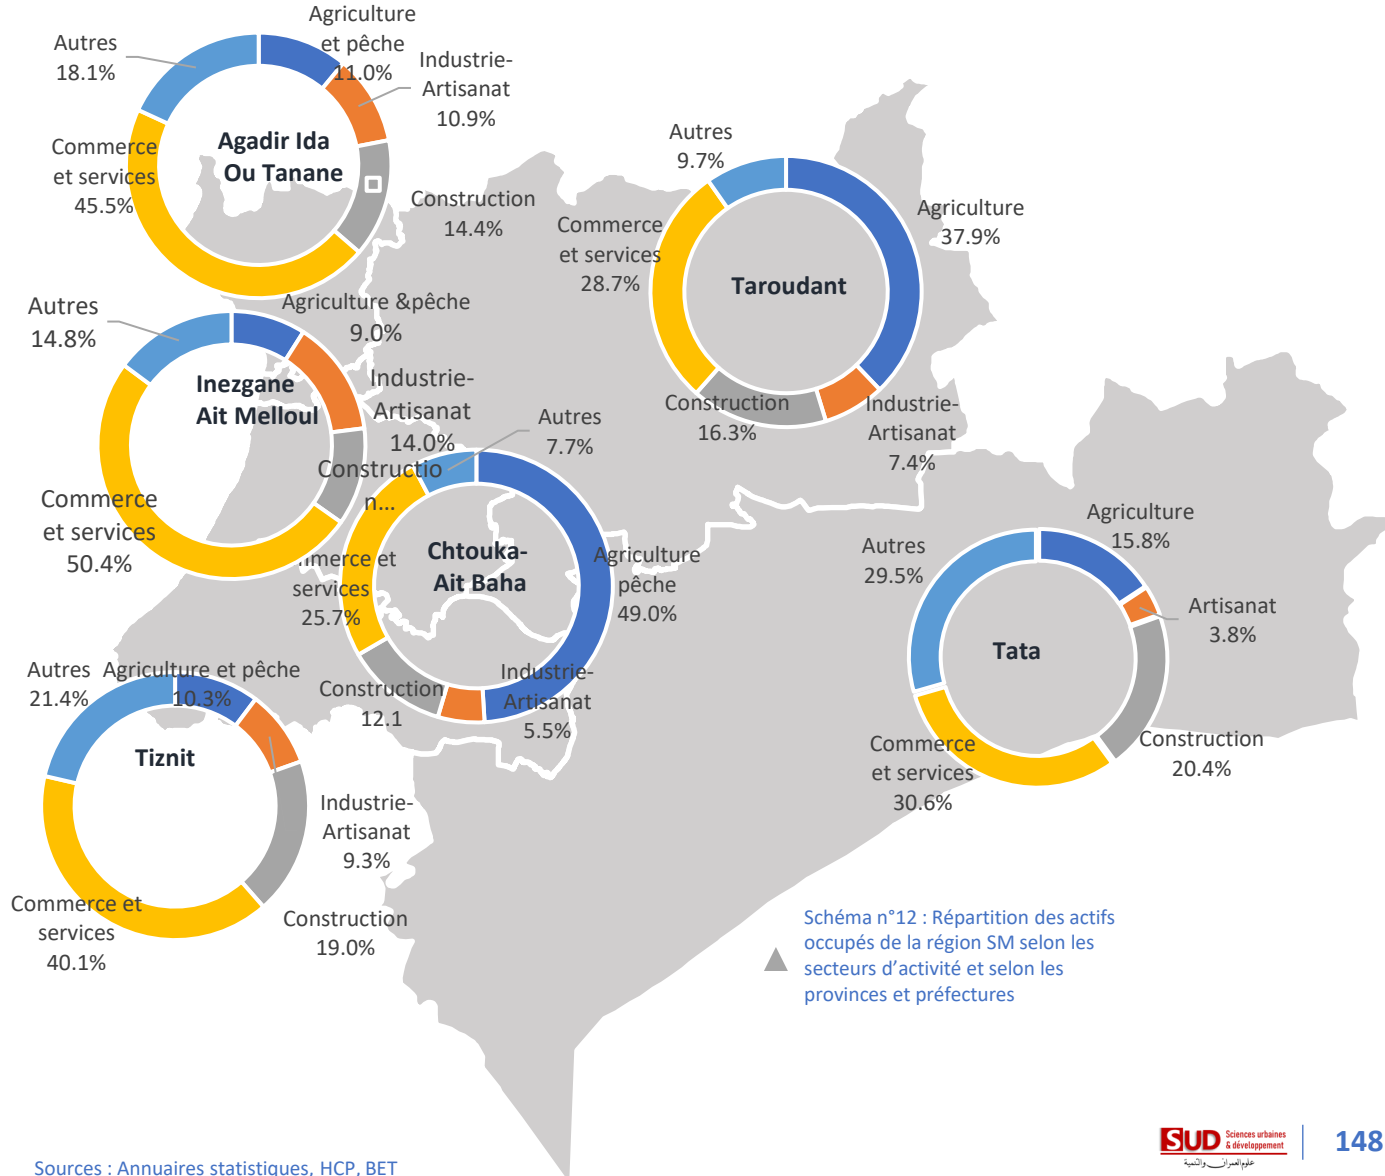 Autres
18.1%
Agriculture
et pêche
11.0%
Industrie-
Artisanat
10.9%
Commerce
et services
45.5%
Agadir Ida
Ou Tanane
Construction
14.4%
Autres
9.7%
Agriculture
37.9%
Commerce
et services
28.7%
Taroudant
Construction
16.3%
Industrie-
Artisanat
7.4%
Autres
14.8%
Agriculture &pêche
9.0%
Inezgane
Ait Melloul
Industrie-
Artisanat
14.0%
Constructio
n...
Commerce
et services
50.4%
Autres
7.7%
Chtouka-
Ait Baha
Agriculture
pêche
49.0%
mmerce et
services
25.7%
Construction
12.1
Industrie-
Artisanat
5.5%
Autres
29.5%
Agriculture
15.8%
Artisanat
3.8%
Tata
Construction
20.4%
Commerce
et services
30.6%
Autres
21.4%
Agriculture et pêche
10.3%
Tiznit
Industrie-
Artisanat
9.3%
Commerce et
services
40.1%
Construction
19.0%
Schéma n°12 : Répartition des actifs
occupés de la région SM selon les
secteurs d’activité et selon les
provinces et préfectures
SUD Sciences urbaines
& développement
علوم العمران والتنمية
148
Sources : Annuaires statistiques, HCP, BET